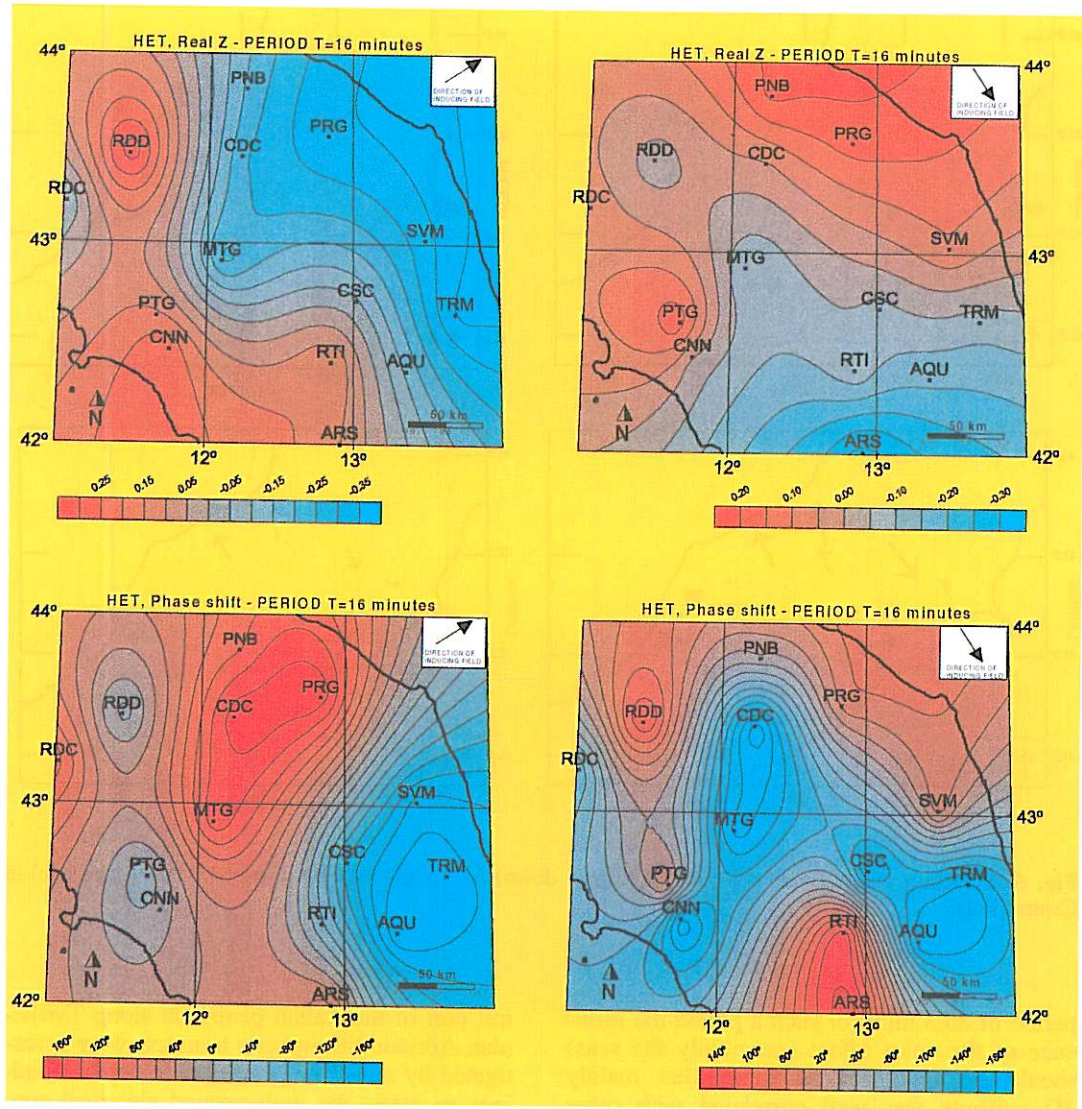 HET, Real Z - PERIOD T=16 minutes
44°
DIRECTION OF
INDUCING FIELD
PNB
PRG
CDC
RDD
RDC
43°
SVM
MTG
CSC
TRM
PTG
CNN
RTI
AQU
N
50 km
42°
ARS
12°
13°
0.25 0.15 0.05 -0.05 -0.15 -0.25 -0.35
HET, Real Z - PERIOD T=16 minutes
44°
DIRECTION OF
INDUCING FIELD
PNB
PRG
CDC
RDD
RDC
43°
SVM
MTG
CSC
TRM
PTG
CNN
RTI
AQU
N
50 km
ARS
42°
12°
13°
0.20 0.10 0.00 -0.10 -0.20 -0.30
HET, Phase shift - PERIOD T=16 minutes
44°
DIRECTION OF
INDUCING FIELD
PNB
PRG
RDD
CDC
RDC
43°
SVM
MTG
CSC
TRM
PTG
CNN
RTI
AQU
N
50 km
42°
ARS
12°
13°
160° 120° 80° 40° 0° -40° -80° -120° -160°
HET, Phase shift - PERIOD T=16 minutes
44°
DIRECTION OF
INDUCING FIELD
PNB
PRG
RDD
CDC
RDC
43°
SVM
MTG
CSC
TRM
PTG
CNN
RTI
AQU
N
50 km
ARS
42°
12°
13°
140° 100° 60° 20° -20° -60° -100° -140° -180°